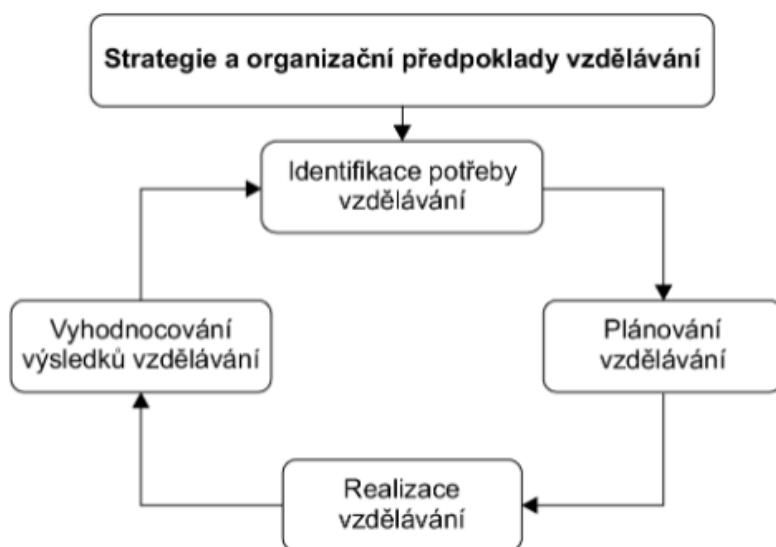 Strategie a organizační předpoklady vzdělávání
Identifikace potřeby
vzdělávání
Vyhodnocování
výsledků vzdělávání
Plánování
vzdělávání
Realizace
vzdělávání